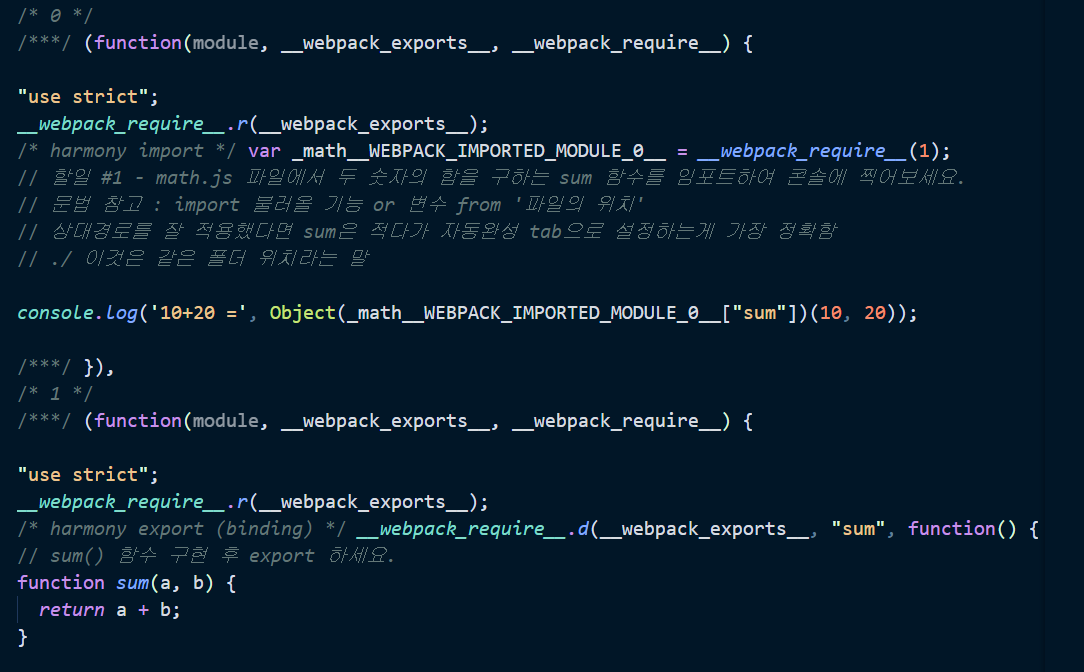 /* 0 */
/***/ (function(module, __webpack_exports__, __webpack_require__) {
"use strict";
__webpack_require__.r(__webpack_exports__);
/* harmony import */ var _math__WEBPACK_IMPORTED_MODULE_0__ = __webpack_require__(1);
// 할일 #1 - math.js 파일에서 두 숫자의 합을 구하는 sum 함수를 임포트하여 콘솔에 찍어보세요.
// 문법 참고 : import 불러올 기능 or 변수 from '파일의 위치'
// 상대경로를 잘 적용했다면 sum은 적다가 자동완성 tab으로 설정하는게 가장 정확함
// ./ 이것은 같은 폴더 위치라는 말
console.log('10+20 =', Object(_math__WEBPACK_IMPORTED_MODULE_0__["sum"])(10, 20));
/***/ }),
/* 1 */
/***/ (function(module, __webpack_exports__, __webpack_require__) {
"use strict";
__webpack_require__.r(__webpack_exports__);
/* harmony export (binding) */ __webpack_require__.d(__webpack_exports__, "sum", function() {
// sum() 함수 구현 후 export 하세요.
function sum(a, b) {
return a + b;
}